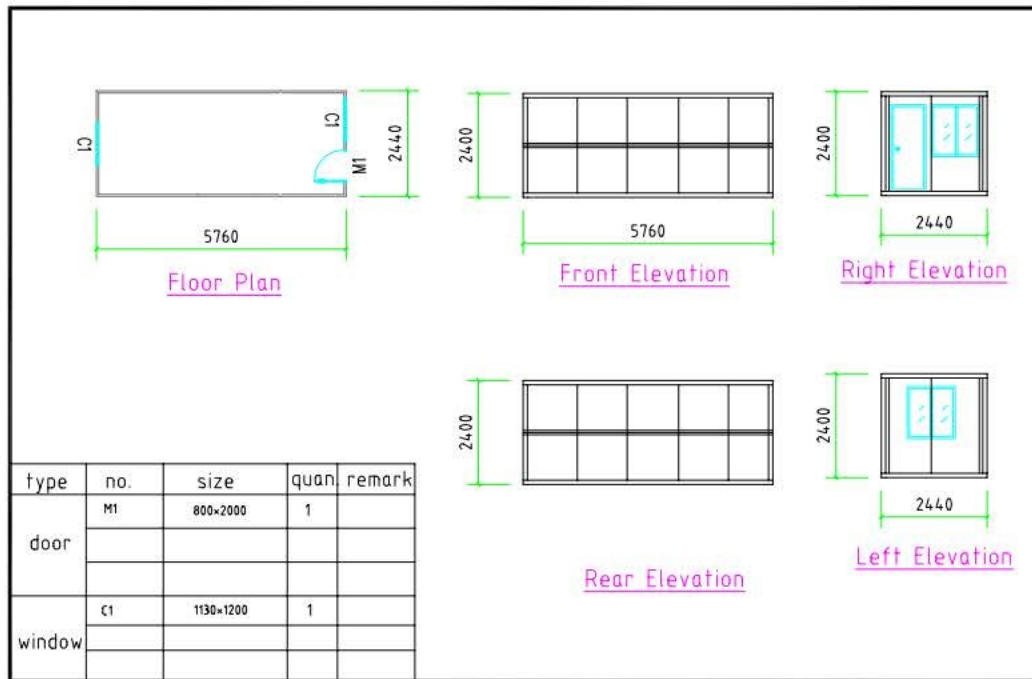 C1
C1
M1
2440
5760
Floor Plan
2400
5760
Front Elevation
2400
2440
Right Elevation
2400
Rear Elevation
2400
2440
Left Elevation
type no. size quan. remark
door M1 800×2000 1
window C1 1130×1200 1